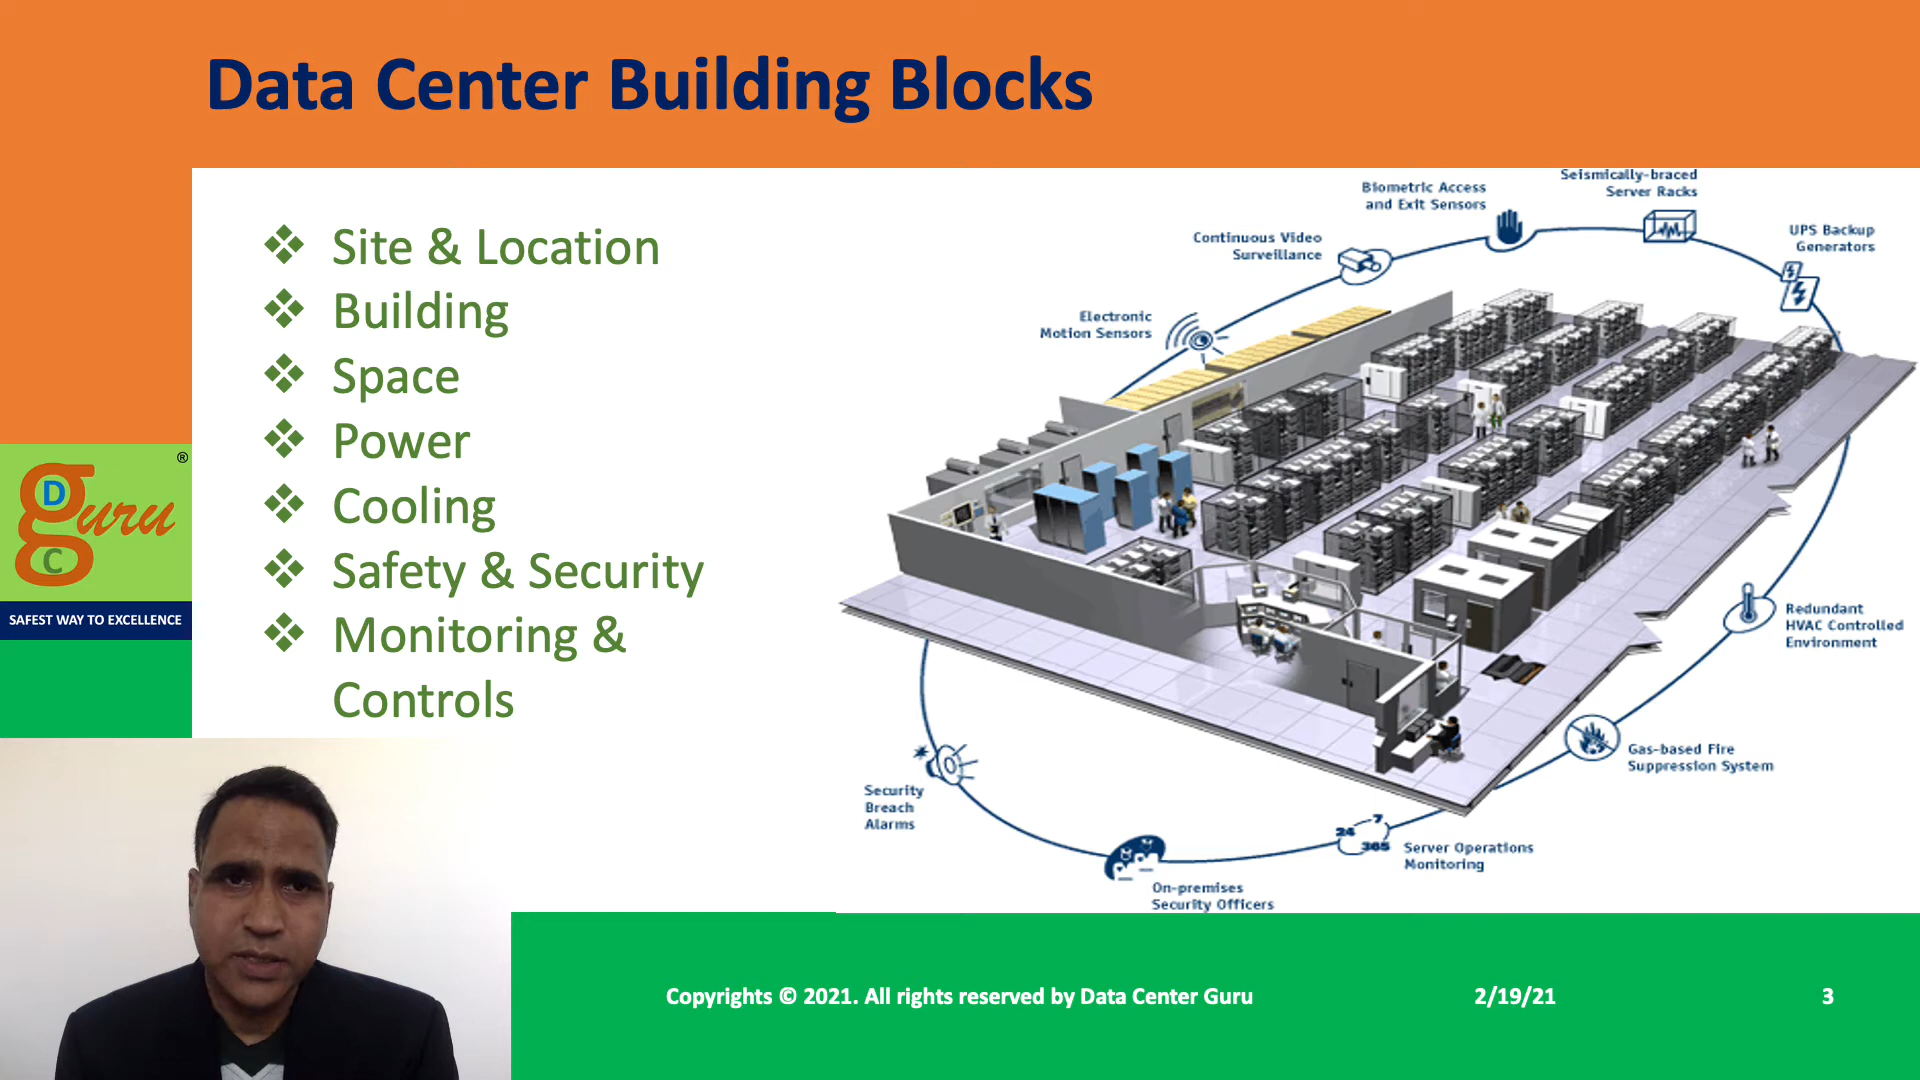 Data Center Building Blocks
❖ Site & Location
❖ Building
❖ Space
❖ Power
❖ Cooling
❖ Safety & Security
❖ Monitoring &
Controls
Seismically-braced
Server Racks
Biometric Access
and Exit Sensors
UPS Backup
Generators
Continuous Video
Surveillance
Electronic
Motion Sensors
Redundant
HVAC Controlled
Environment
Gas-based Fire
Suppression System
24 7
365
Server Operations
Monitoring
On-premises
Security Officers
Security
Breach
Alarms
D
guru
®
C
SAFEST WAY TO EXCELLENCE
Copyrights © 2021. All rights reserved by Data Center Guru
2/19/21
3